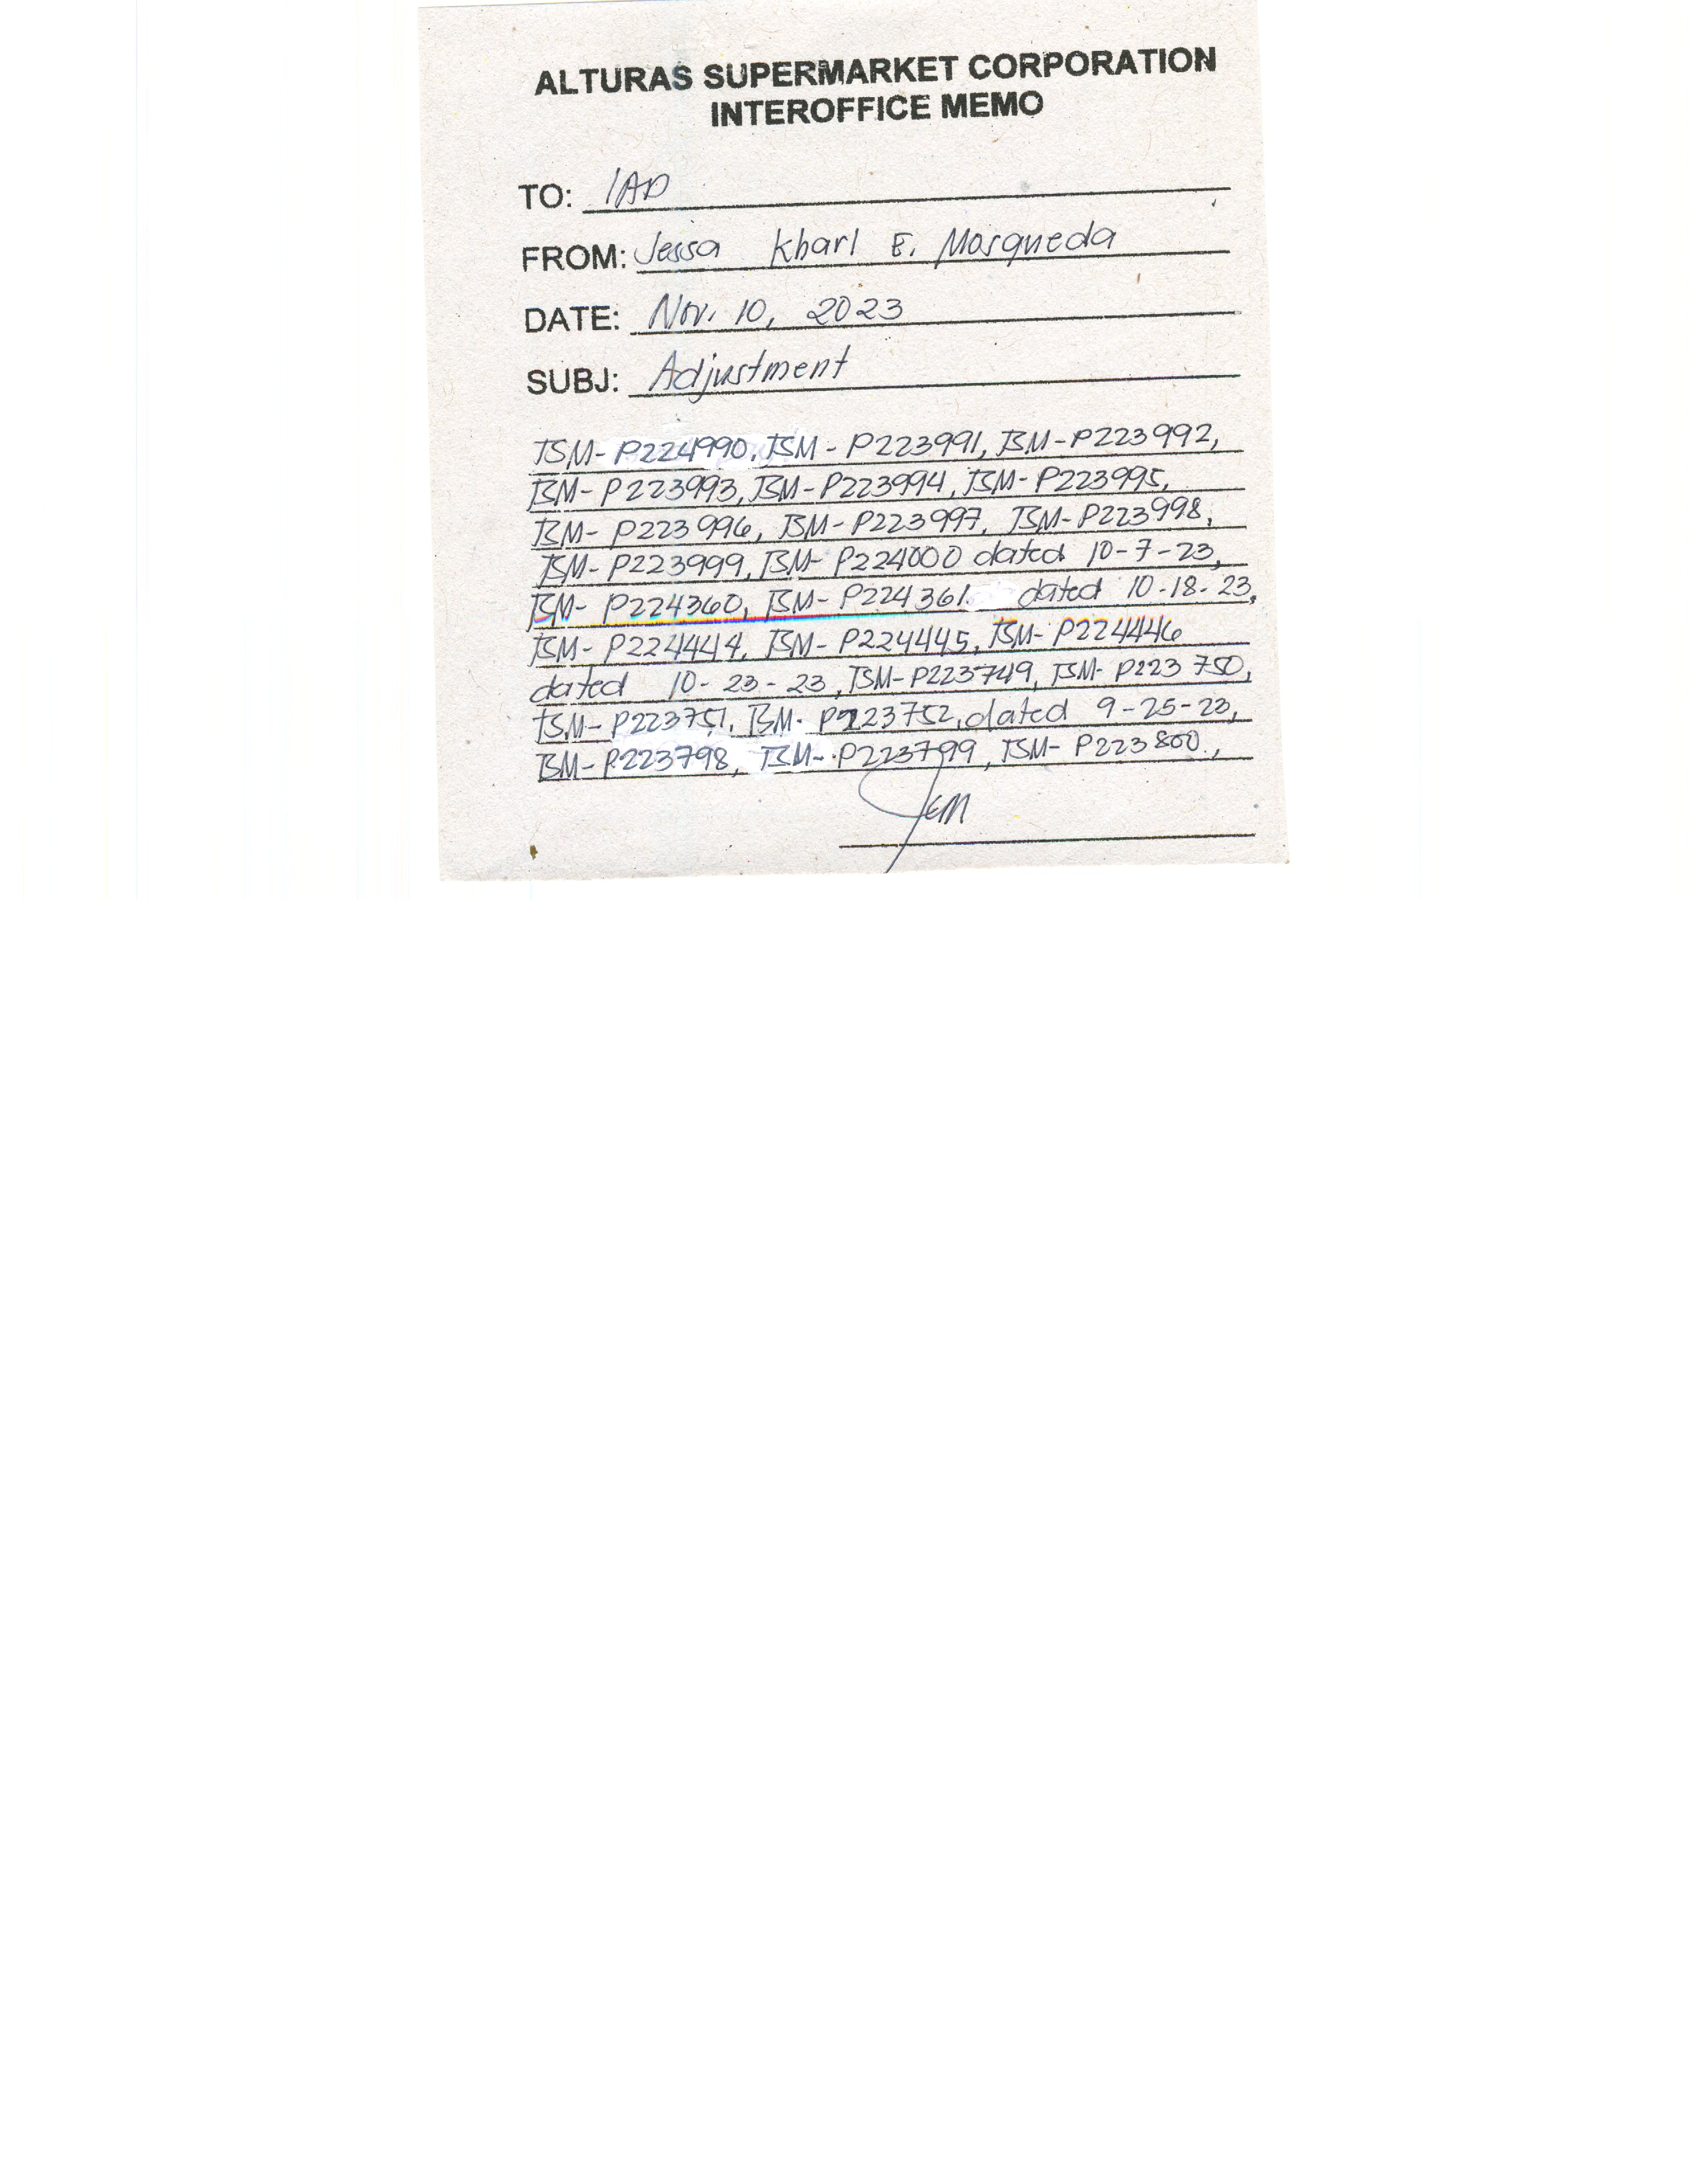 ALTURAS SUPERMARKET CORPORATION
INTEROFFICE MEMO
TO: IAD
FROM: Jessa Kharl E. Mosqueda
DATE: Nov. 10, 2023
SUBJ: Adjustment
TSM- P224990, TSM - P223991, TSM-P223992,
TSM- P223993, TSM-P223994, TSM-P223995,
TSM- P223996, TSM-P223997, TSM-P223998,
TSM- P223999, TSM- P224000 dated 10-7-23,
TSM- P224360, TSM- P224361 dated 10-18-23,
TSM- P224444, TSM- P224445, TSM- P224446
dated 10-23-23, TSM-P223749, TSM- P223750,
TSM- P223751, TSM- P223752, dated 9-25-23,
TSM-P223798, TSM-P223799, TSM- P223800,
JEM